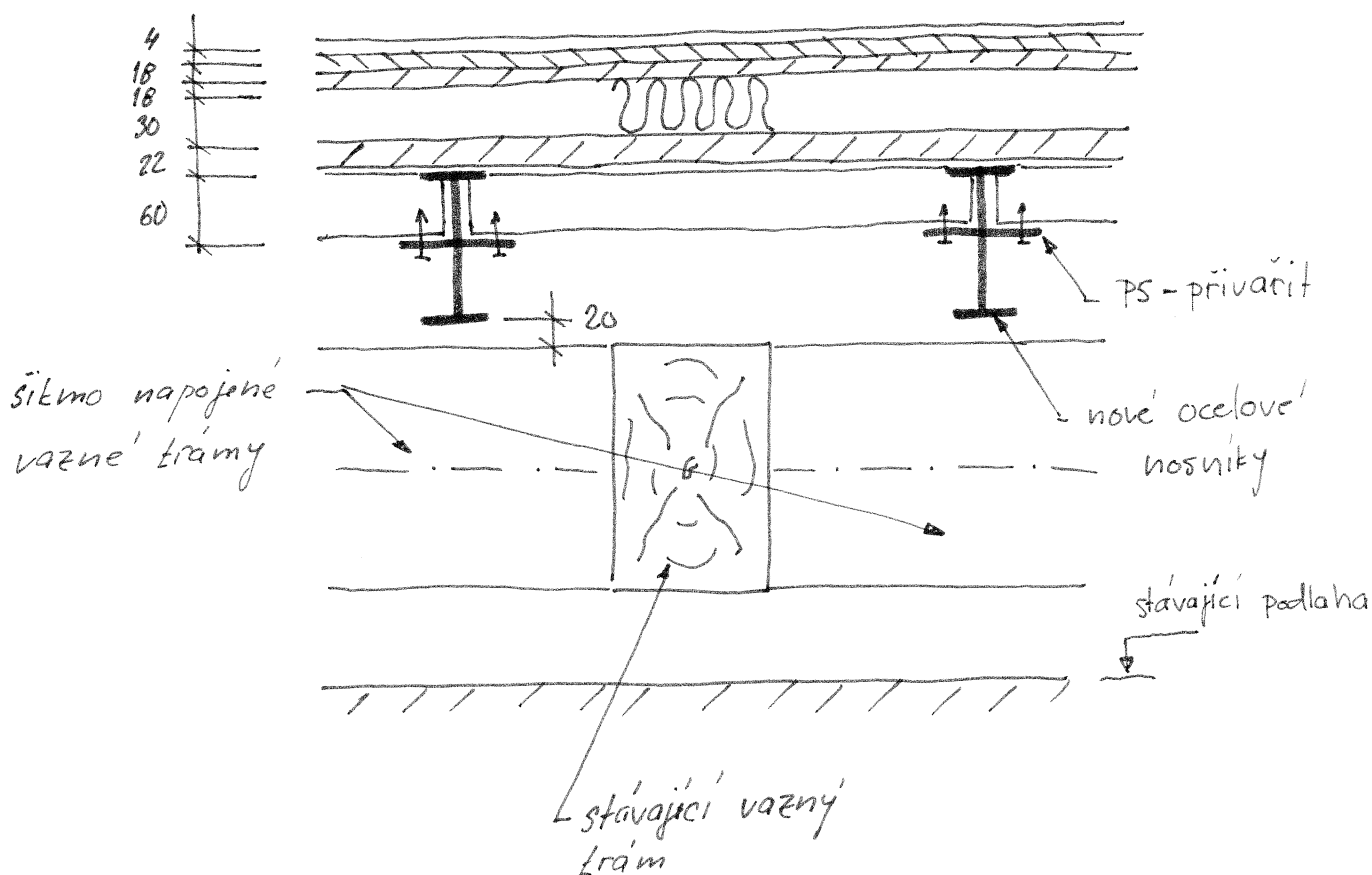 4
18
18
30
22
60
20
PS - přivařit
šikmo napojené
vazné trámy
nové ocelové
nosníky
stávající podlaha
stávající vazný
trám